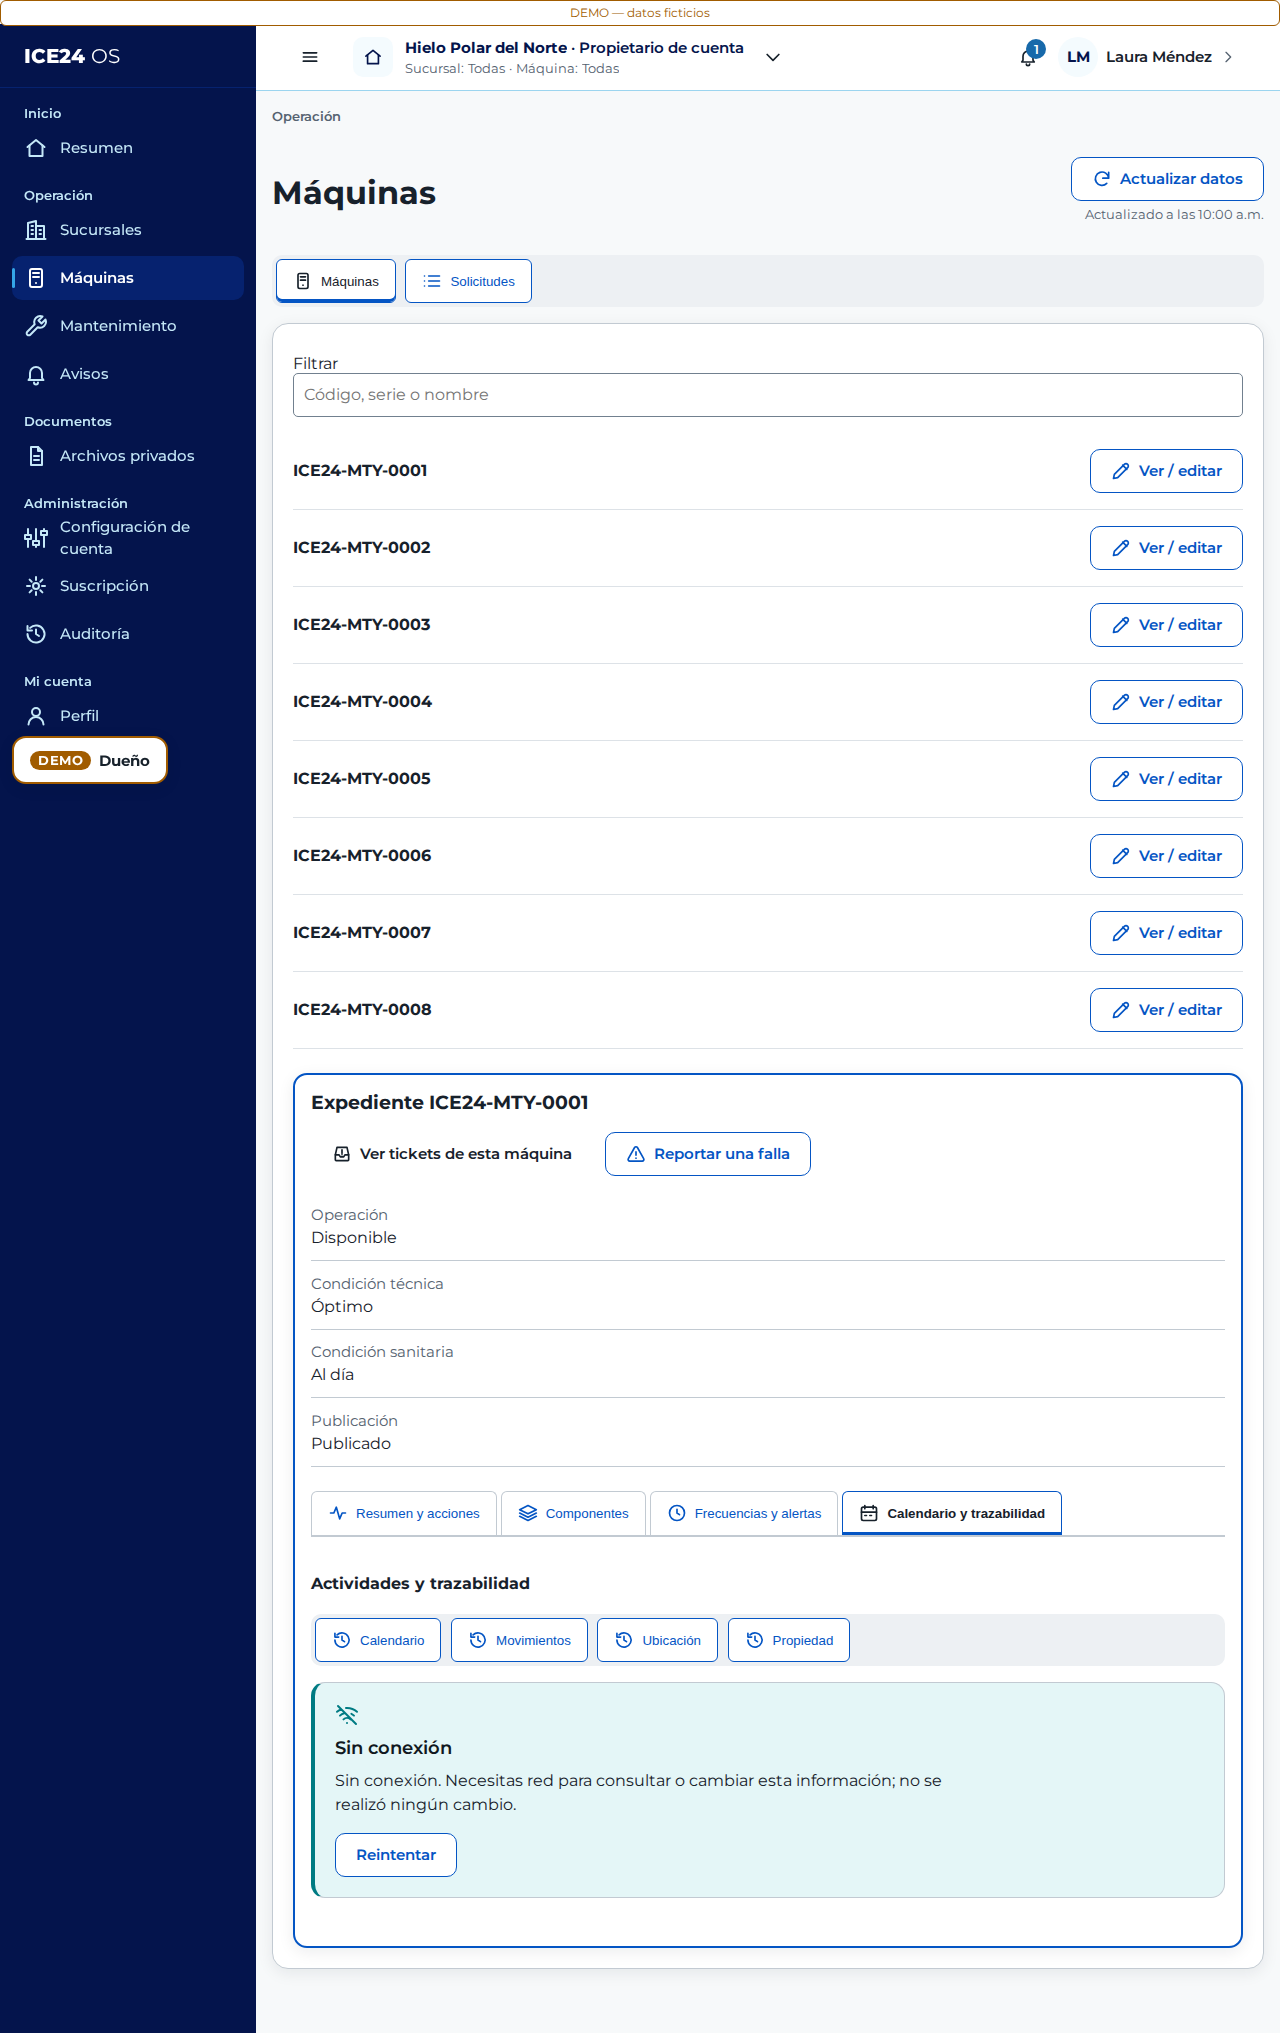 DEMO — datos ficticios
ICE24 OS
Inicio
Resumen
Operación
Sucursales
Máquinas
Mantenimiento
Avisos
Documentos
Archivos privados
Administración
Configuración de
cuenta
Suscripción
Auditoría
Mi cuenta
Perfil
DEMO Dueño
Hielo Polar del Norte · Propietario de cuenta
Sucursal: Todas · Máquina: Todas
1
LM Laura Méndez
Operación
Máquinas
Actualizar datos
Actualizado a las 10:00 a.m.
Máquinas Solicitudes
Filtrar
Código, serie o nombre
ICE24-MTY-0001 Ver / editar
ICE24-MTY-0002 Ver / editar
ICE24-MTY-0003 Ver / editar
ICE24-MTY-0004 Ver / editar
ICE24-MTY-0005 Ver / editar
ICE24-MTY-0006 Ver / editar
ICE24-MTY-0007 Ver / editar
ICE24-MTY-0008 Ver / editar
Expediente ICE24-MTY-0001
Ver tickets de esta máquina Reportar una falla
Operación
Disponible
Condición técnica
Óptimo
Condición sanitaria
Al día
Publicación
Publicado
Resumen y acciones Componentes Frecuencias y alertas Calendario y trazabilidad
Actividades y trazabilidad
Calendario Movimientos Ubicación Propiedad
Sin conexión
Sin conexión. Necesitas red para consultar o cambiar esta información; no se
realizó ningún cambio.
Reintentar